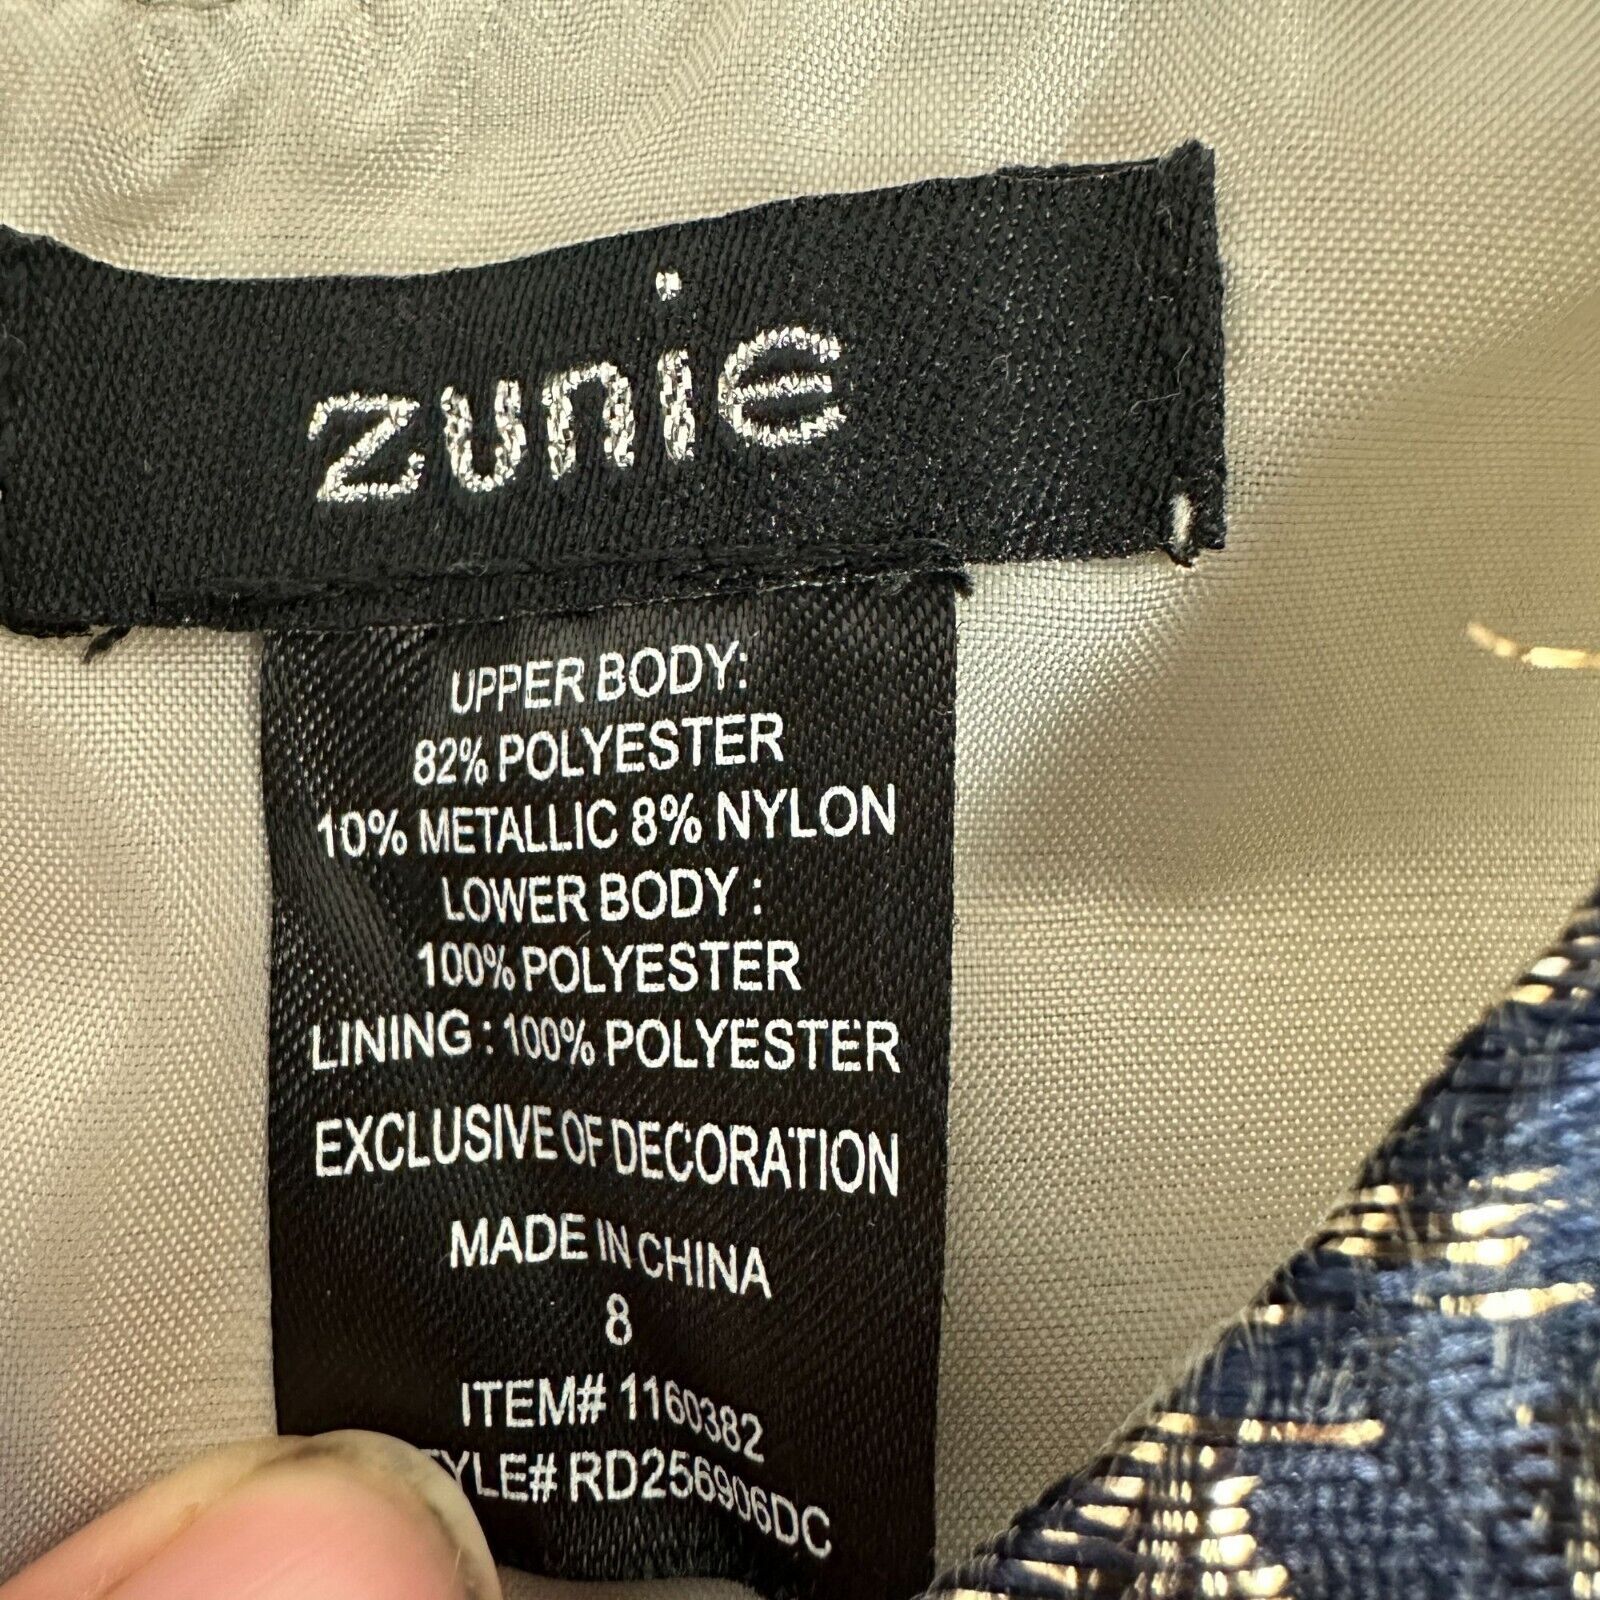 zunie
UPPER BODY:
82% POLYESTER
10% METALLIC 8% NYLON
LOWER BODY :
100% POLYESTER
LINING : 100% POLYESTER
EXCLUSIVE OF DECORATION
MADE IN CHINA
8
ITEM# 1160382
YLE# RD256906DC